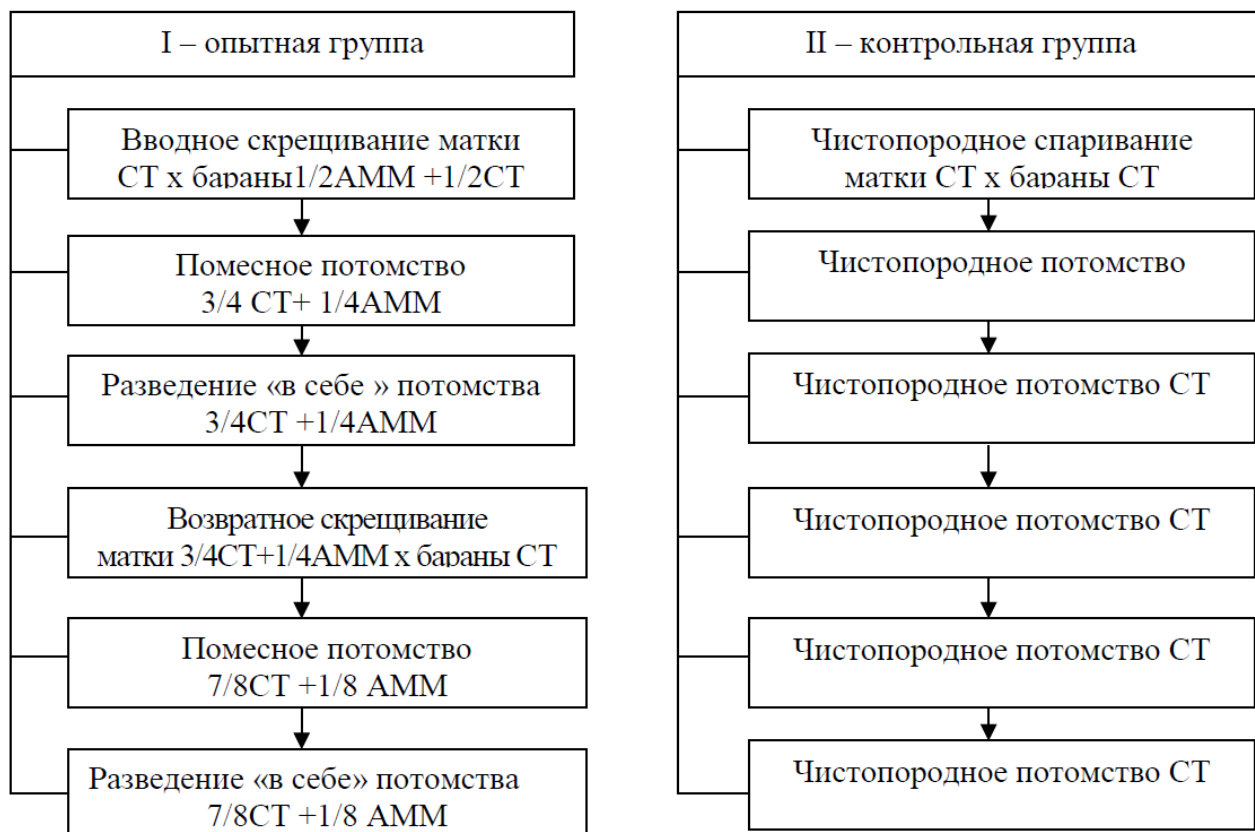 I – опытная группа
Вводное скрещивание матки
СТ х бараны1/2АММ +1/2СТ
Помесное потомство
3/4 СТ+ 1/4АММ
Разведение «в себе » потомства
3/4СТ +1/4АММ
Возвратное скрещивание
матки 3/4СТ+1/4АММ х бараны СТ
Помесное потомство
7/8СТ +1/8 АММ
Разведение «в себе» потомства
7/8СТ +1/8 АММ
II – контрольная группа
Чистопородное спаривание
матки СТ х бараны СТ
Чистопородное потомство
Чистопородное потомство СТ
Чистопородное потомство СТ
Чистопородное потомство СТ
Чистопородное потомство СТ